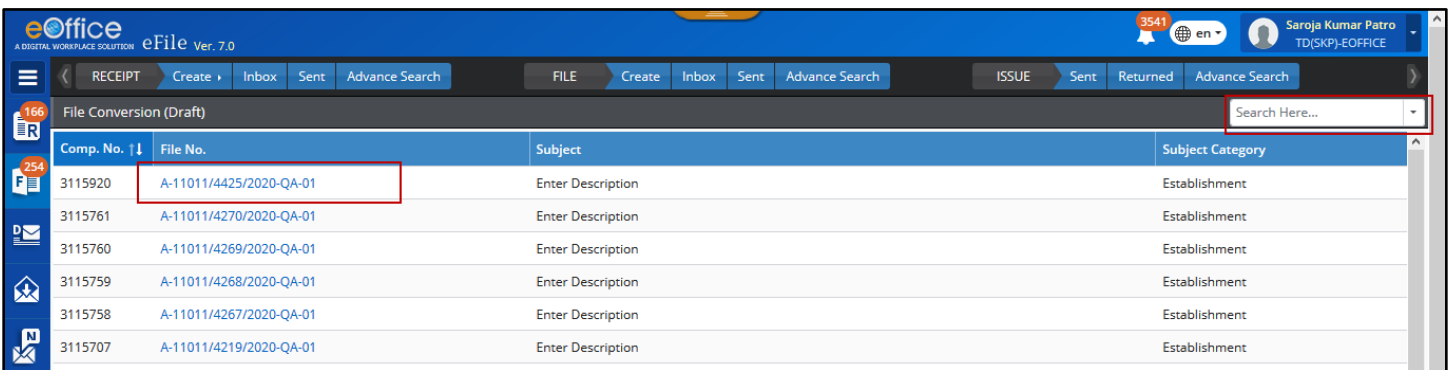 eOffice
A DIGITAL WORKPLACE SOLUTION eFile Ver. 7.0
3541 en Saroja Kumar Patro
TD(SKP)-EOFFICE
RECEIPT Create Inbox Sent Advance Search FILE Create Inbox Sent Advance Search ISSUE Sent Returned Advance Search
166 R File Conversion (Draft) Search Here...
Comp. No. File No. Subject Subject Category
254 F 3115920 A-11011/4425/2020-QA-01 Enter Description Establishment
3115761 A-11011/4270/2020-QA-01 Enter Description Establishment
D 3115760 A-11011/4269/2020-QA-01 Enter Description Establishment
3115759 A-11011/4268/2020-QA-01 Enter Description Establishment
3115758 A-11011/4267/2020-QA-01 Enter Description Establishment
N 3115707 A-11011/4219/2020-QA-01 Enter Description Establishment